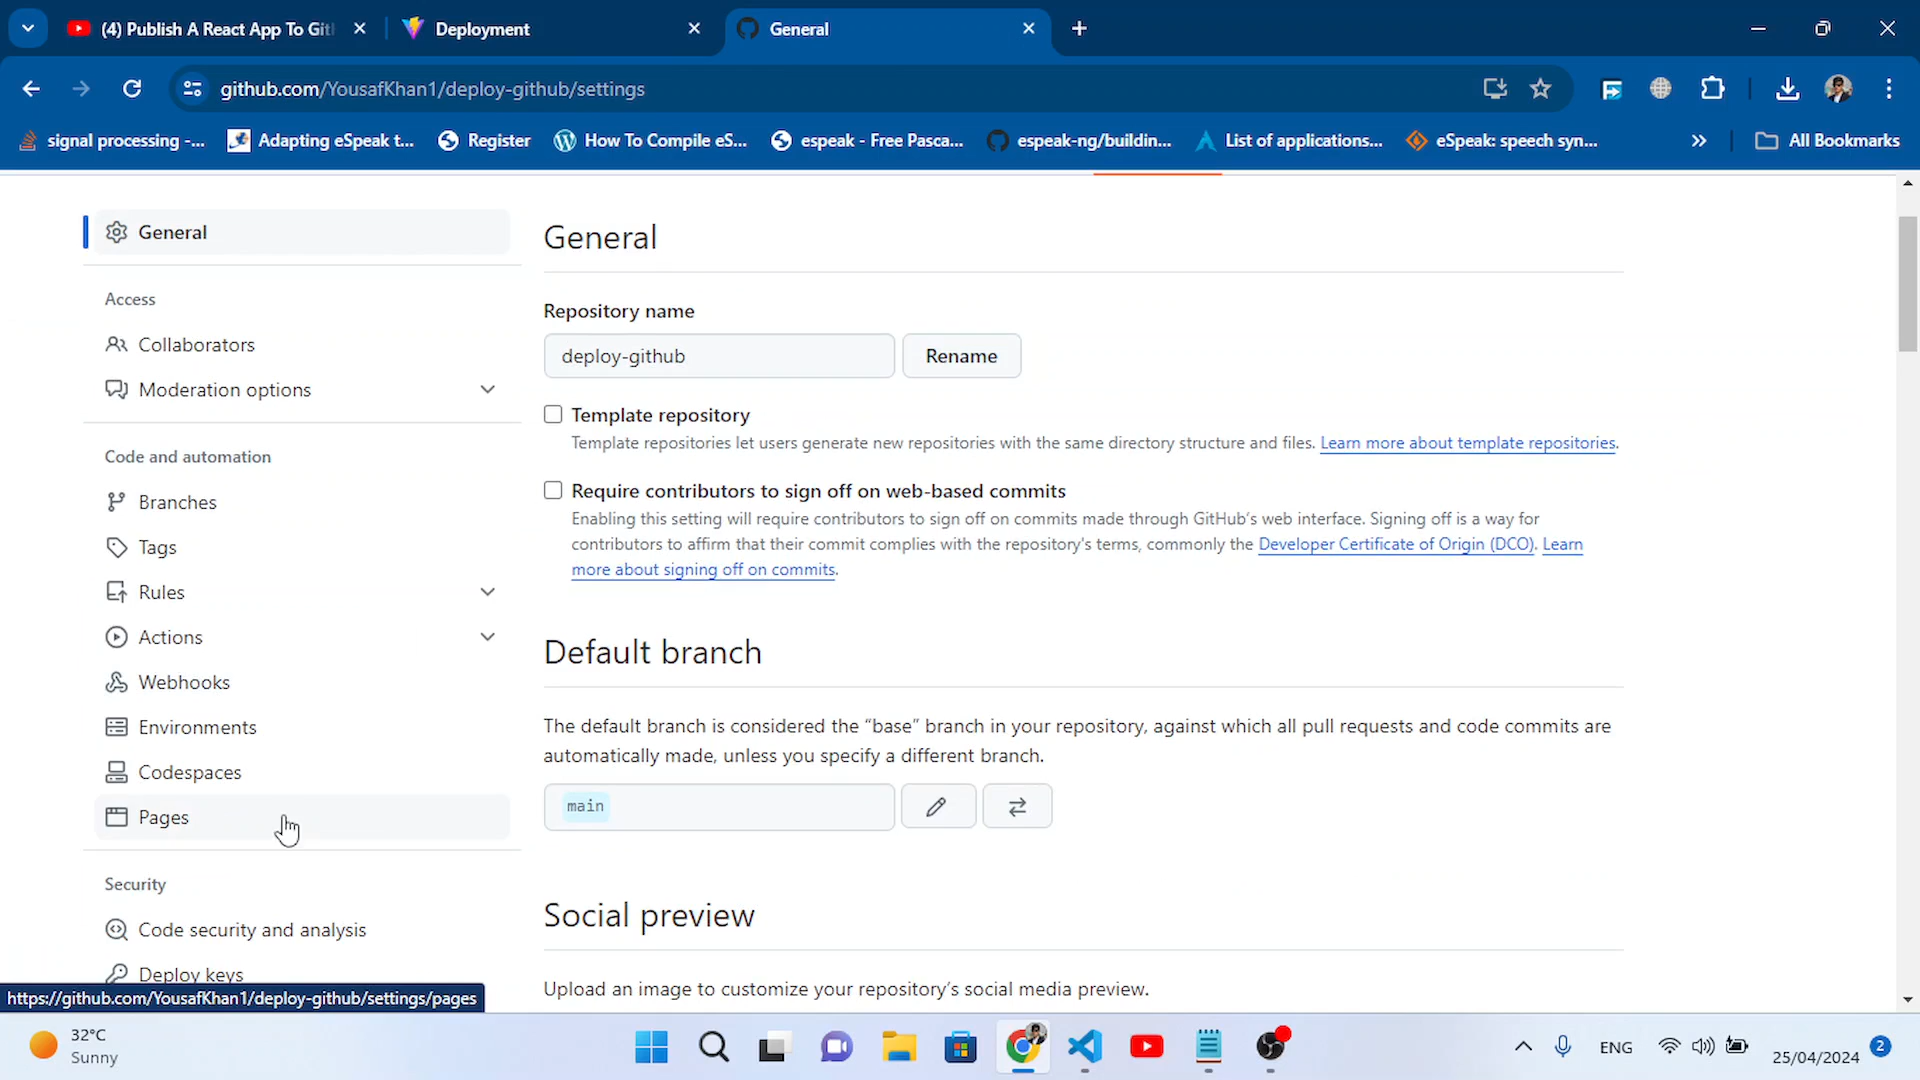 (4) Publish A React App To Git
Deployment
General
github.com/YousafKhan1/deploy-github/settings
signal processing -...
Adapting eSpeak t...
Register
How To Compile eS...
espeak - Free Pasca...
espeak-ng/buildin...
List of applications...
eSpeak: speech syn...
All Bookmarks
General
Access
Collaborators
Moderation options
Code and automation
Branches
Tags
Rules
Actions
Webhooks
Environments
Codespaces
Pages
Security
Code security and analysis
Deploy keys
https://github.com/YousafKhan1/deploy-github/settings/pages
General
Repository name
deploy-github
Rename
Template repository
Template repositories let users generate new repositories with the same directory structure and files. Learn more about template repositories.
Require contributors to sign off on web-based commits
Enabling this setting will require contributors to sign off on commits made through GitHub's web interface. Signing off is a way for
contributors to affirm that their commit complies with the repository's terms, commonly the Developer Certificate of Origin (DCO). Learn
more about signing off on commits.
Default branch
The default branch is considered the “base” branch in your repository, against which all pull requests and code commits are
automatically made, unless you specify a different branch.
main
Social preview
Upload an image to customize your repository's social media preview.
32°C
Sunny
ENG
25/04/2024
2